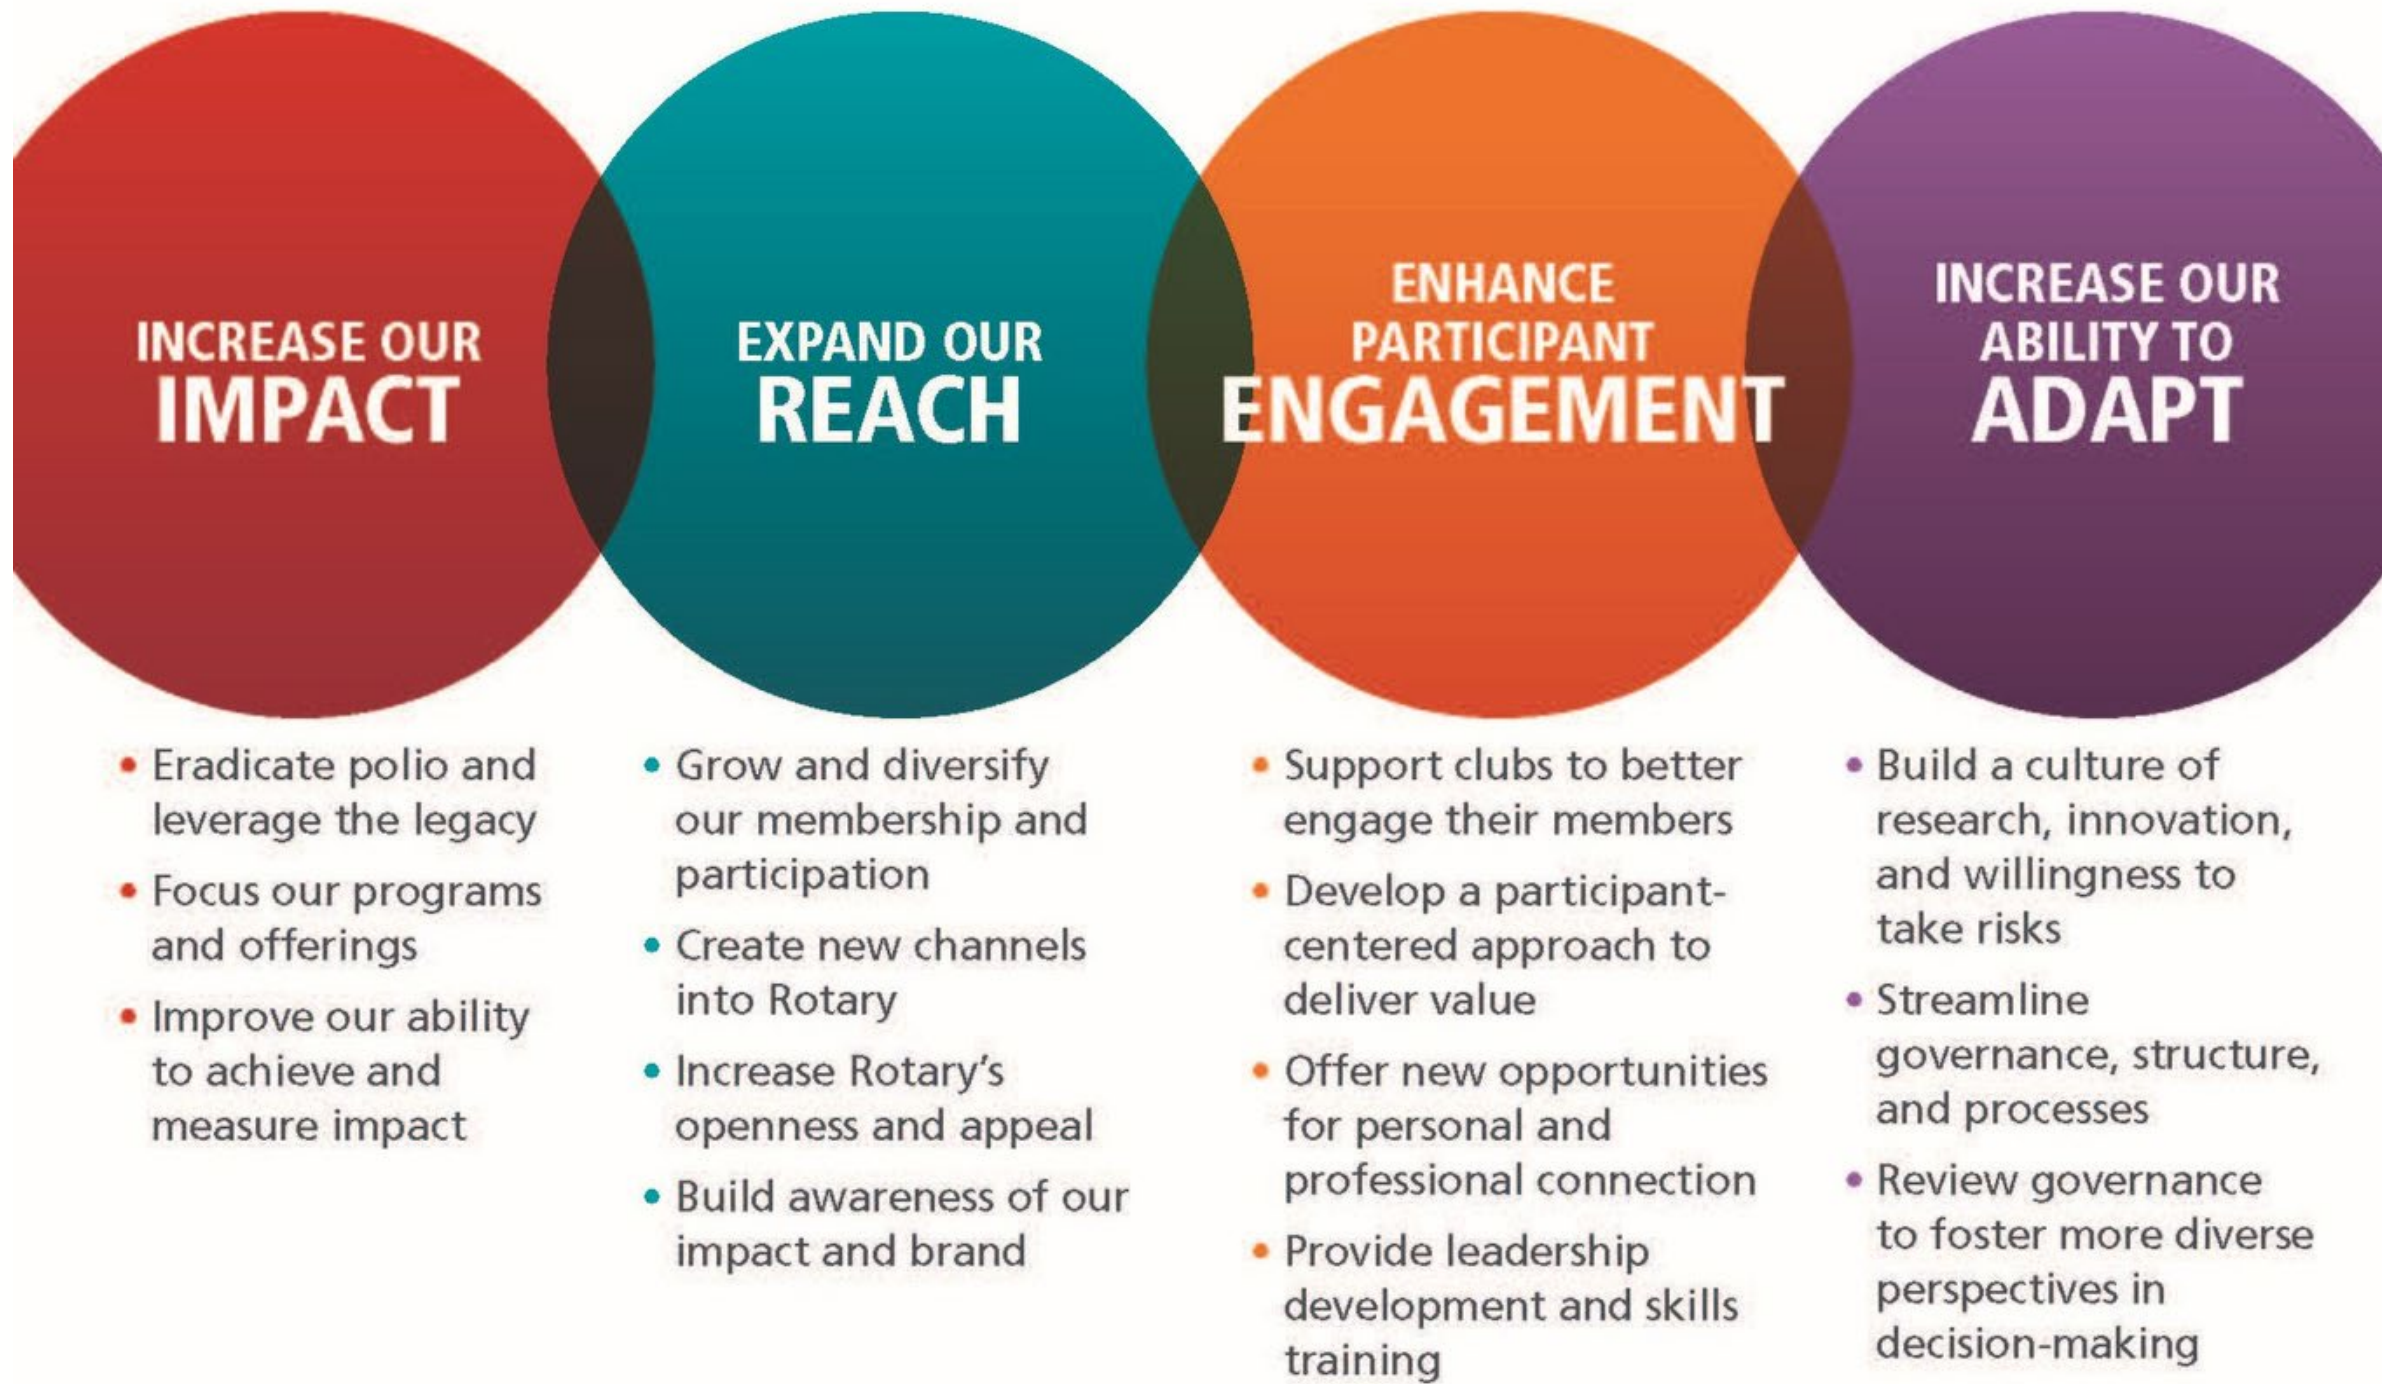 INCREASE OUR
IMPACT
EXPAND OUR
REACH
ENHANCE
PARTICIPANT
ENGAGEMENT
INCREASE OUR
ABILITY TO
ADAPT
• Eradicate polio and
leverage the legacy
• Focus our programs
and offerings
• Improve our ability
to achieve and
measure impact
• Grow and diversify
our membership and
participation
• Create new channels
into Rotary
• Increase Rotary's
openness and appeal
• Build awareness of our
impact and brand
• Support clubs to better
engage their members
• Develop a participant-
centered approach to
deliver value
• Offer new opportunities
for personal and
professional connection
• Provide leadership
development and skills
training
• Build a culture of
research, innovation,
and willingness to
take risks
• Streamline
governance, structure,
and processes
• Review governance
to foster more diverse
perspectives in
decision-making